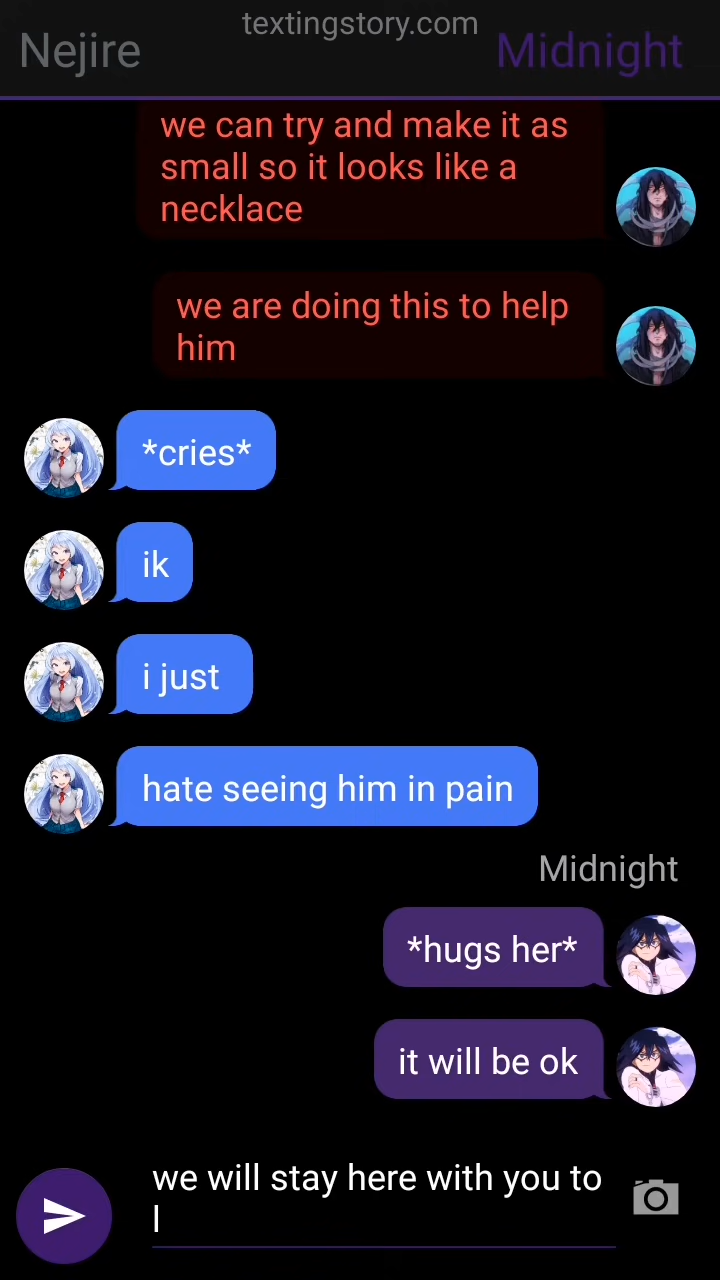 textingstory.com
Nejire
Midnight
we can try and make it as
small so it looks like a
necklace
we are doing this to help
him
*cries*
ik
i just
hate seeing him in pain
Midnight
*hugs her*
it will be ok
we will stay here with you to